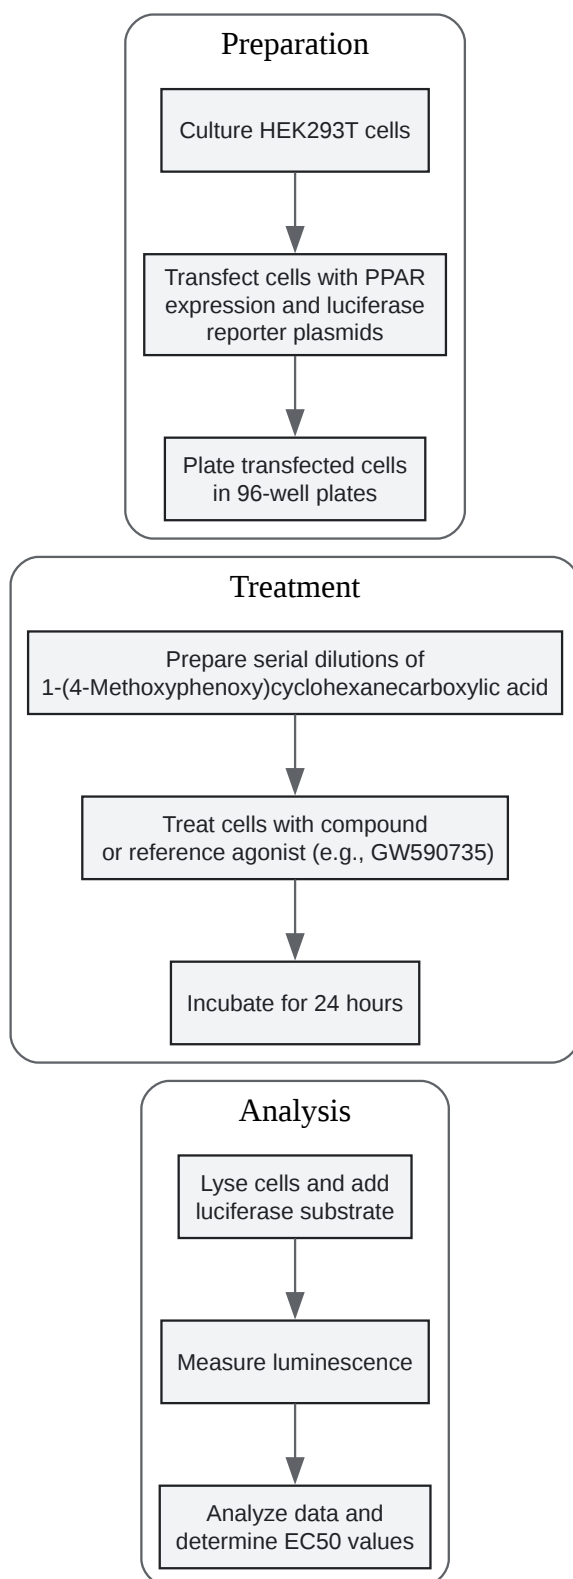 Preparation
Culture HEK293T cells
Transfect cells with PPAR
expression and luciferase
reporter plasmids
Plate transfected cells
in 96-well plates
Treatment
Prepare serial dilutions of
1-(4-Methoxyphenoxy)cyclohexanecarboxylic acid
Treat cells with compound
or reference agonist (e.g., GW590735)
Incubate for 24 hours
Analysis
Lyse cells and add
luciferase substrate
Measure luminescence
Analyze data and
determine EC50 values